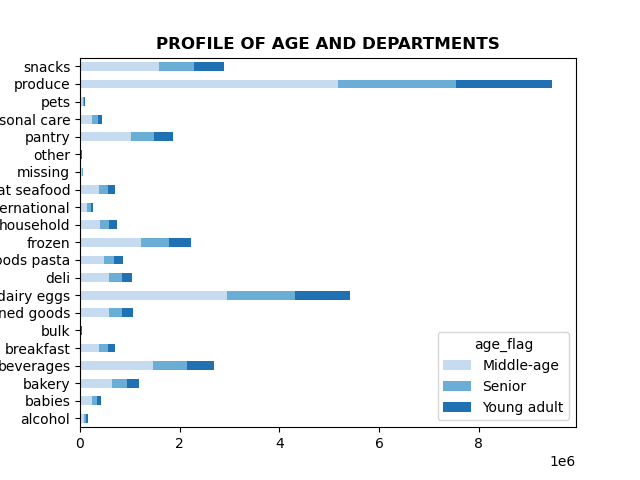 PROFILE OF AGE AND DEPARTMENTS
snacks
produce
pets
sonal care
pantry
other
missing
at seafood
ernational
household
frozen
oods pasta
deli
dairy eggs
ned goods
bulk
breakfast
beverages
bakery
babies
alcohol
age_flag
Middle-age
Senior
Young adult
0 2 4 6 8
1e6